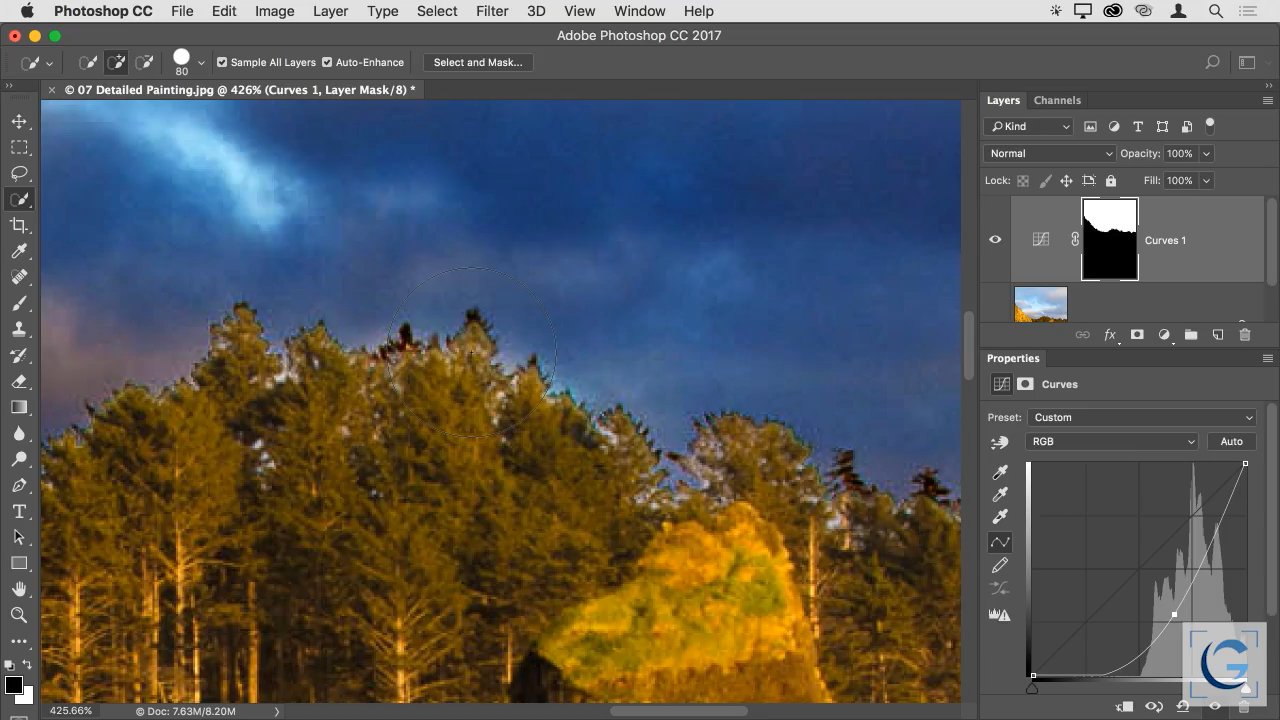 Photoshop CC File Edit Image Layer Type Select Filter 3D View Window Help
Adobe Photoshop CC 2017
80 Sample All Layers Auto-Enhance Select and Mask...
© 07 Detailed Painting.jpg @ 426% (Curves 1, Layer Mask/8) *
Layers Channels
Kind
Normal Opacity: 100%
Lock: Fill: 100%
Curves 1
fx
Properties
Curves
Preset: Custom
RGB Auto
425.66% Doc: 7.63M/8.20M